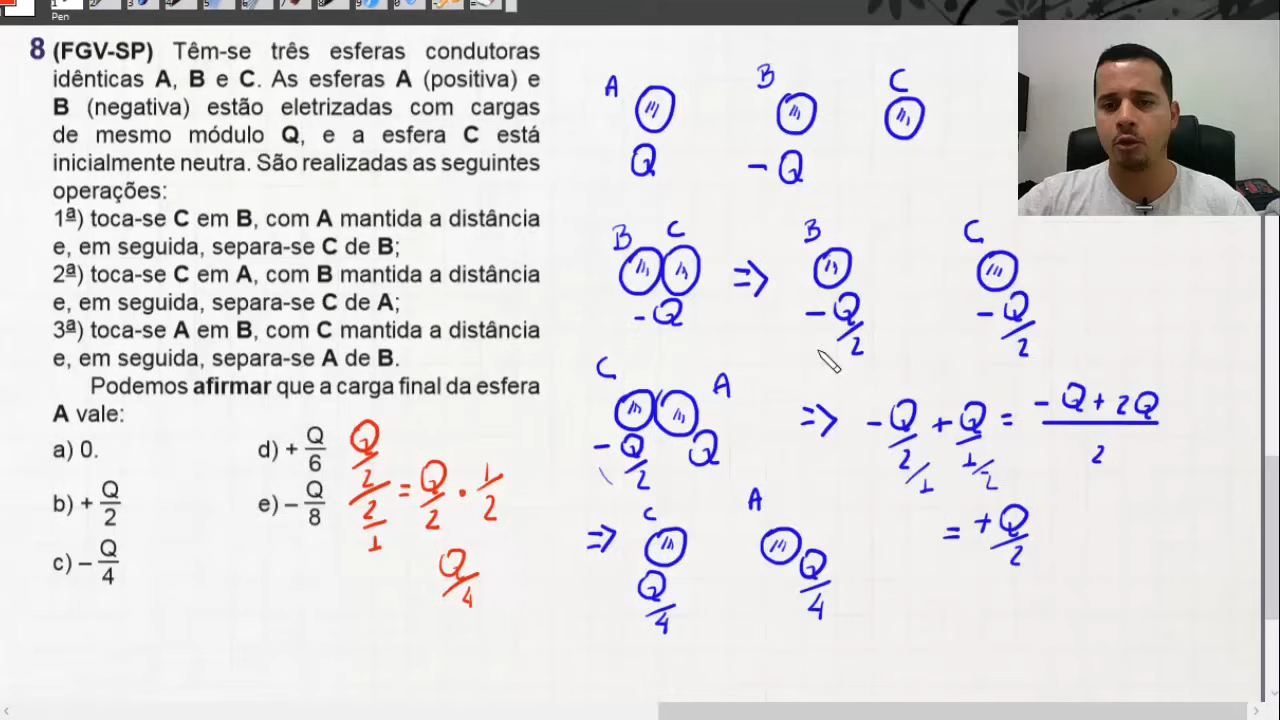 Pen
8 (FGV-SP) Têm-se três esferas condutoras
idênticas A, B e C. As esferas A (positiva) e
B (negativa) estão eletrizadas com cargas
de mesmo módulo Q, e a esfera C está
inicialmente neutra. São realizadas as seguintes
operações:
1ª) toca-se C em B, com A mantida a distância
e, em seguida, separa-se C de B;
2ª) toca-se C em A, com B mantida a distância
e, em seguida, separa-se C de A;
3ª) toca-se A em B, com C mantida a distância
e, em seguida, separa-se A de B.
Podemos afirmar que a carga final da esfera
A vale:
a) 0.
b) + Q/2
c) – Q/4
d) + Q/6
e) – Q/8
Q/2 / 2/1 = Q/2 . 1/2
Q/4
A B C
Q - Q
B C => B C
- Q - Q/2 - Q/2
C A
- Q/2 Q => - Q/2 + Q/1 = - Q + 2Q / 2
= + Q/2
=> C A
Q/4 Q/4